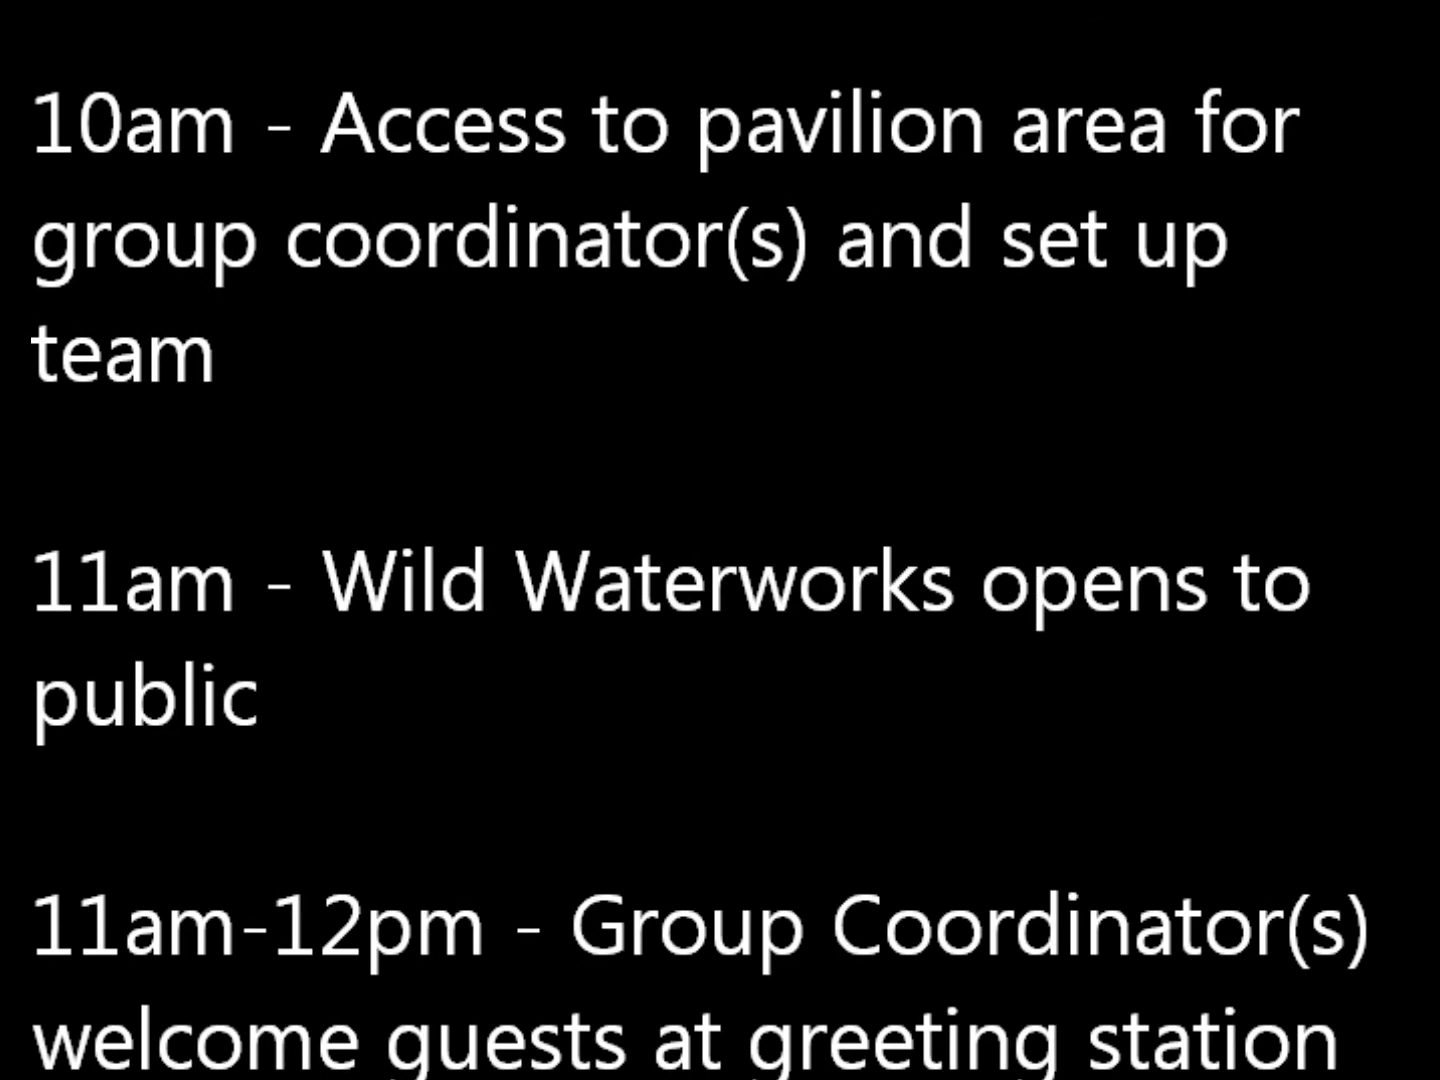 10am - Access to pavilion area for
group coordinator(s) and set up
team
11am - Wild Waterworks opens to
public
11am-12pm - Group Coordinator(s)
welcome guests at greeting station